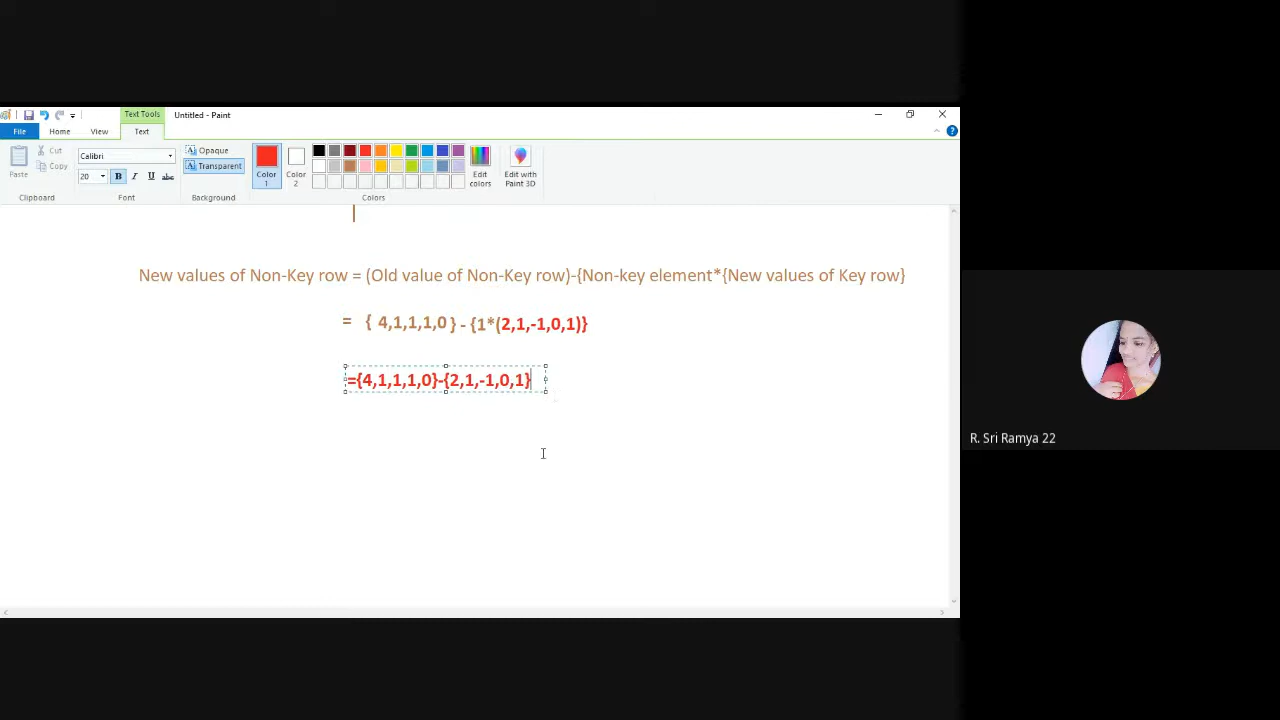 Text Tools
Untitled - Paint
File
Home
View
Text
Paste
Cut
Copy
Clipboard
Calibri
20
B
I
U
abc
Font
Opaque
Transparent
Background
Color 1
Color 2
Colors
Edit colors
Edit with Paint 3D
New values of Non-Key row = (Old value of Non-Key row)-{Non-key element*{New values of Key row}
= { 4,1,1,1,0 } - {1*(2,1,-1,0,1)}
={4,1,1,1,0}-{2,1,-1,0,1}
R. Sri Ramya 22